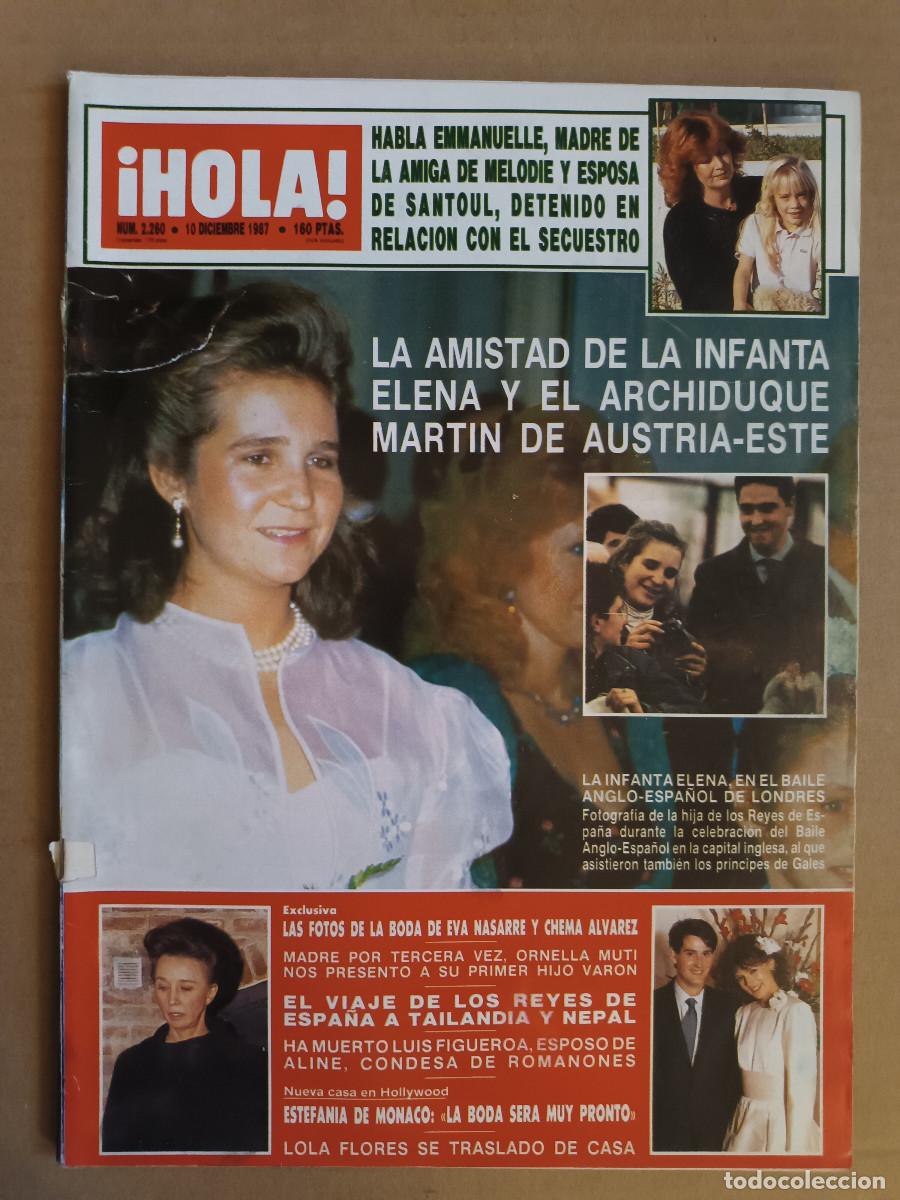 HABLA EMMANUELLE, MADRE DE
LA AMIGA DE MELODIE Y ESPOSA
DE SANTOUL, DETENIDO EN
RELACION CON EL SECUESTRO
¡HOLA!
NUM. 2.260 • 10 DICIEMBRE 1987 • 160 PTAS.
LA AMISTAD DE LA INFANTA
ELENA Y EL ARCHIDUQUE
MARTIN DE AUSTRIA-ESTE
LA INFANTA ELENA, EN EL BAILE
ANGLO-ESPAÑOL DE LONDRES
Fotografía de la hija de los Reyes de Es-
paña durante la celebración del Baile
Anglo-Español en la capital inglesa, al que
asistieron también los príncipes de Gales
Exclusiva
LAS FOTOS DE LA BODA DE EVA NASARRE Y CHEMA ALVAREZ
MADRE POR TERCERA VEZ, ORNELLA MUTI
NOS PRESENTO A SU PRIMER HIJO VARON
EL VIAJE DE LOS REYES DE
ESPAÑA A TAILANDIA Y NEPAL
HA MUERTO LUIS FIGUEROA, ESPOSO DE
ALINE, CONDESA DE ROMANONES
Nueva casa en Hollywood
ESTEFANIA DE MONACO: «LA BODA SERA MUY PRONTO»
LOLA FLORES SE TRASLADO DE CASA
todocoleccion